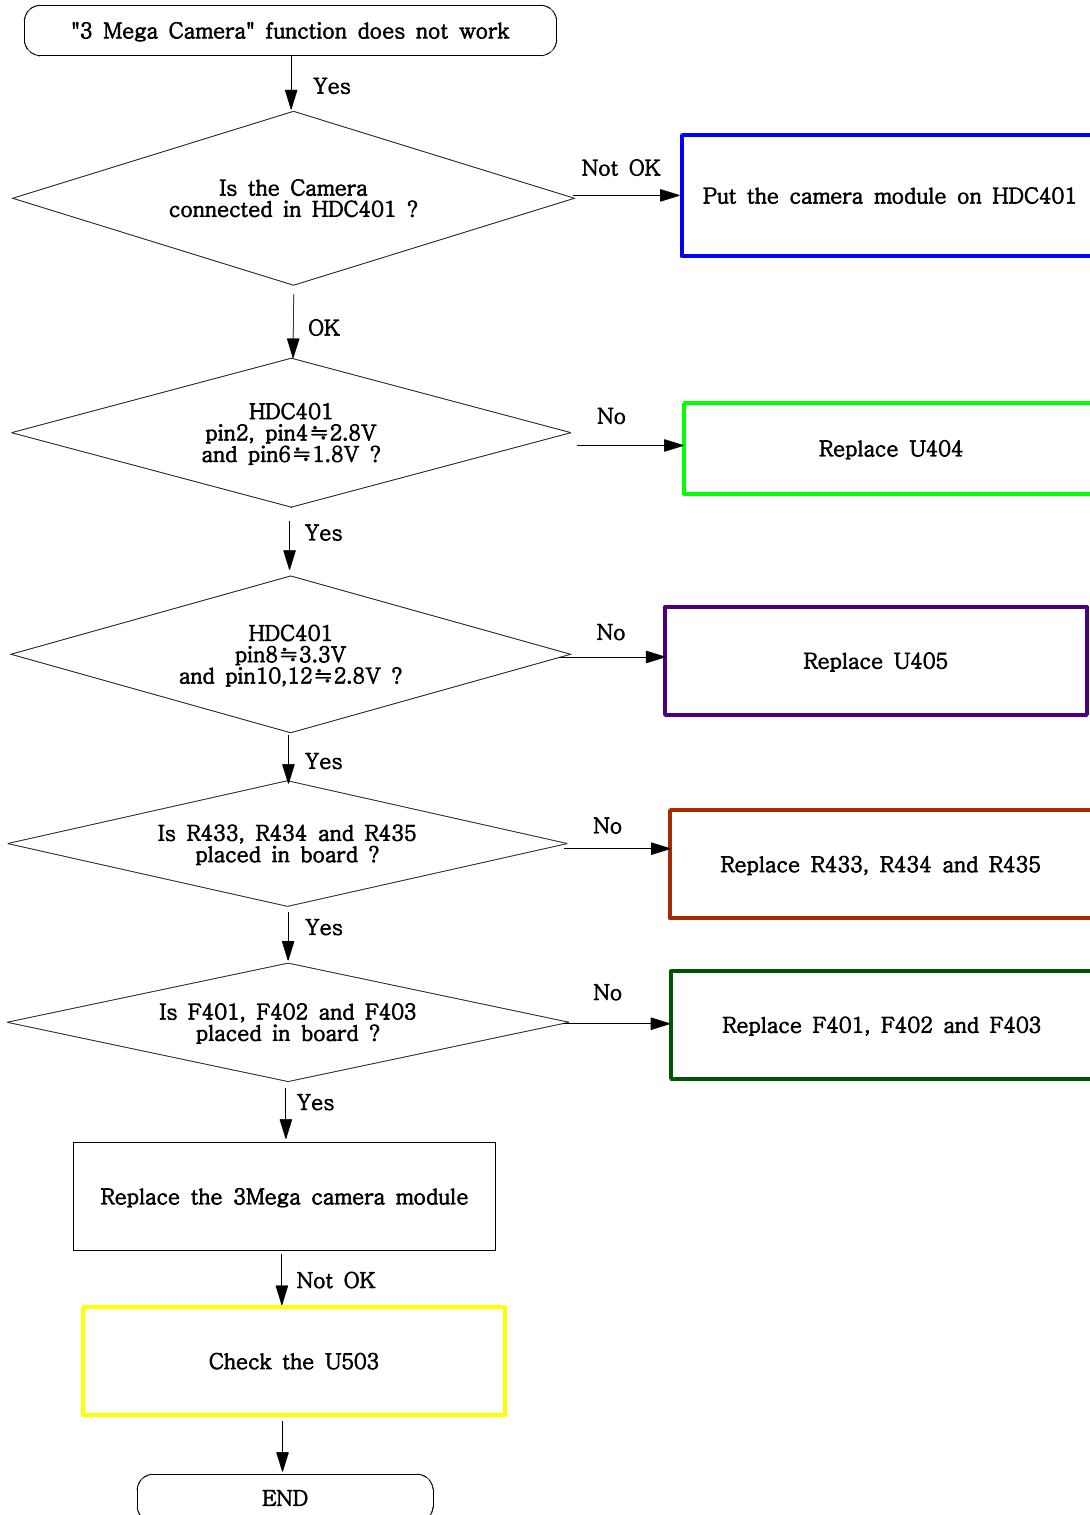 "3 Mega Camera" function does not work
Yes
Is the Camera
connected in HDC401 ?
Not OK
Put the camera module on HDC401
OK
HDC401
pin2, pin4≒2.8V
and pin6≒1.8V ?
No
Replace U404
Yes
HDC401
pin8≒3.3V
and pin10,12≒2.8V ?
No
Replace U405
Yes
Is R433, R434 and R435
placed in board ?
No
Replace R433, R434 and R435
Yes
Is F401, F402 and F403
placed in board ?
No
Replace F401, F402 and F403
Yes
Replace the 3Mega camera module
Not OK
Check the U503
END